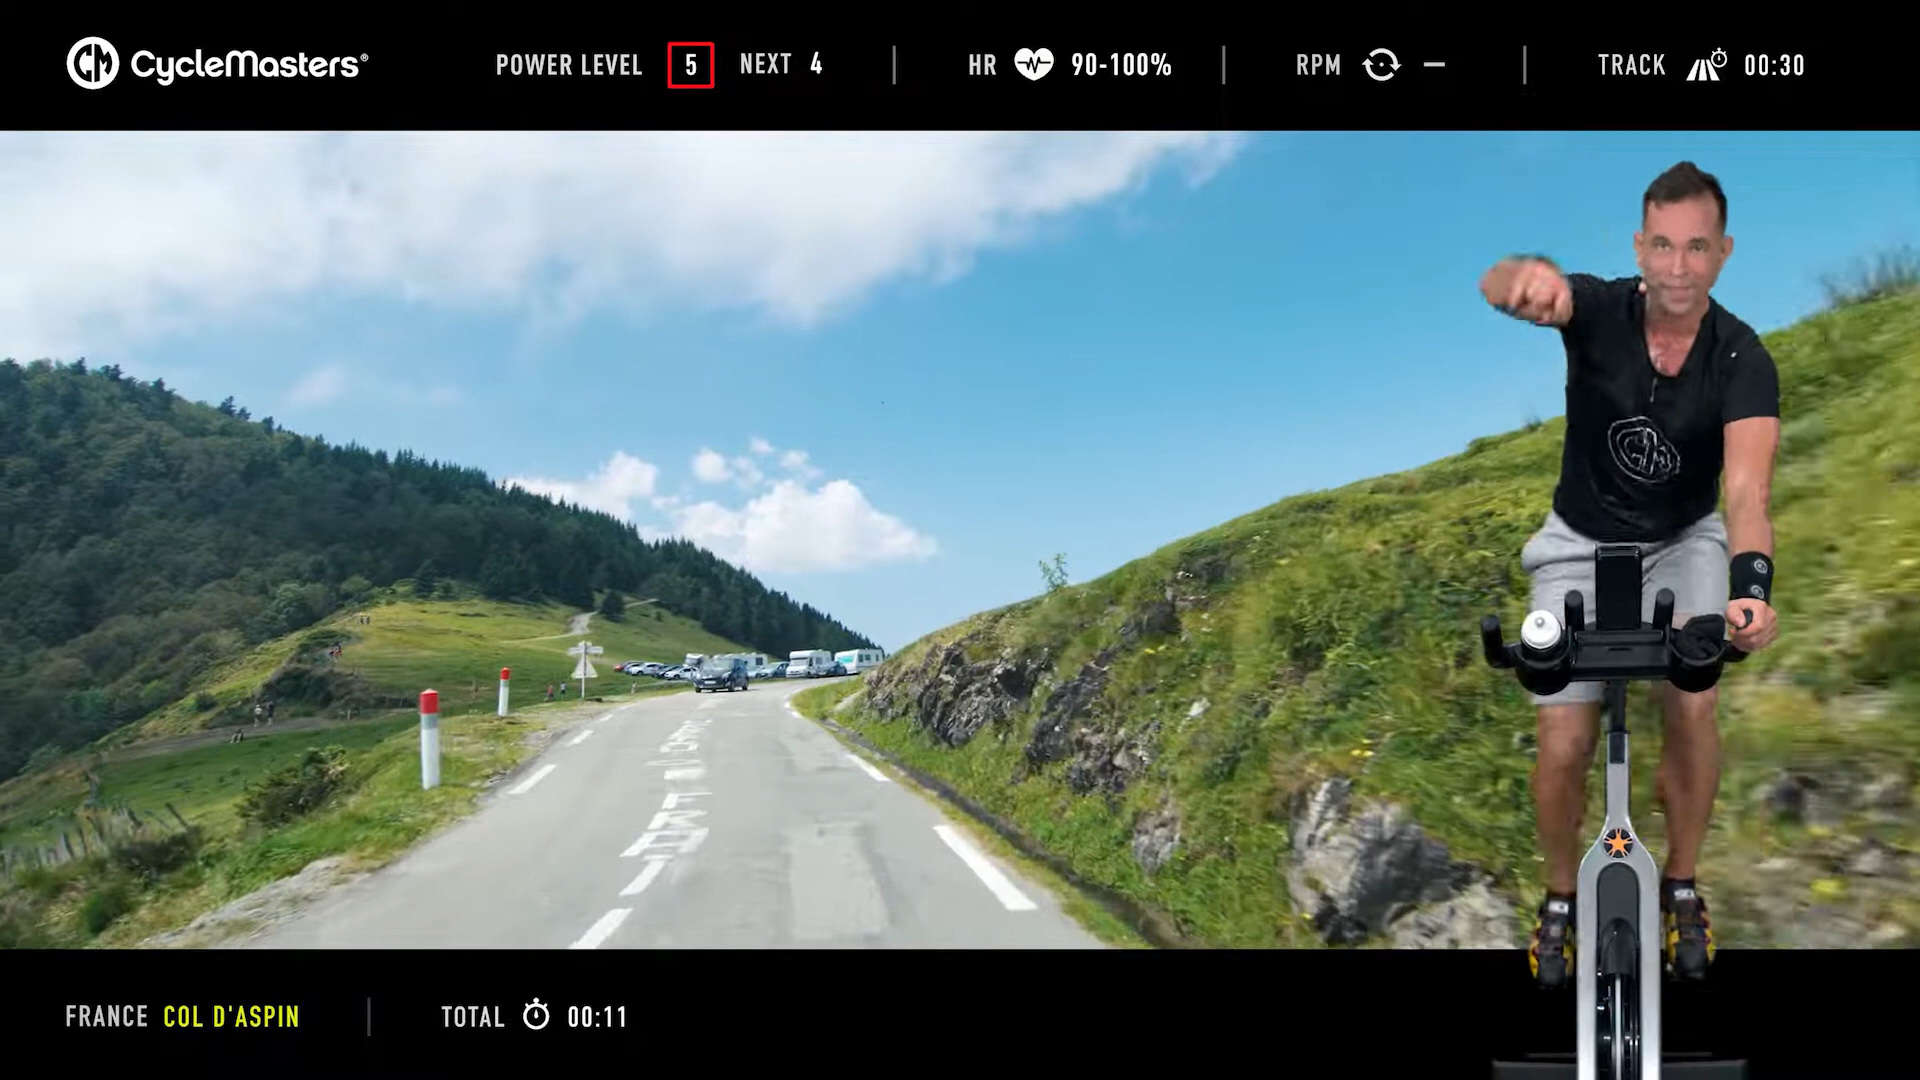 CM CycleMasters®
POWER LEVEL 5 NEXT 4
HR 90-100%
RPM –
TRACK 00:30
FRANCE COL D'ASPIN
TOTAL 00:11